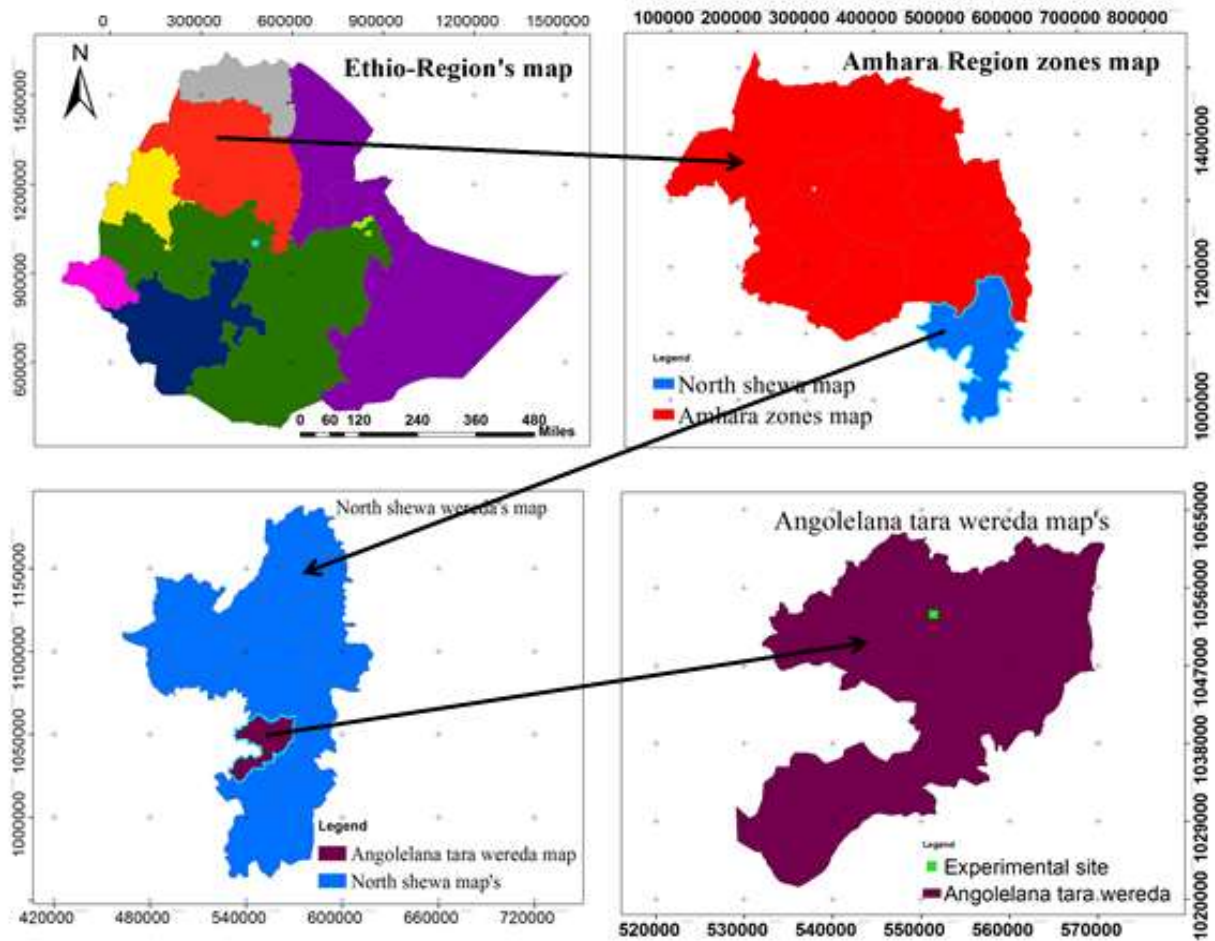 0 300000 600000 900000 1200000 1500000
N
Ethio-Region's map
1500000
1200000
900000
600000
0 60 120 240 360 480
Miles
100000 200000 300000 400000 500000 600000 700000 800000
Amhara Region zones map
1400000
1200000
1000000
Legend
North shewa map
Amhara zones map
North shewa wereda's map
1150000
1100000
1050000
1000000
Legend
Angolelana tara wereda map
North shewa map's
420000 480000 540000 600000 660000 720000
Angolelana tara wereda map's
1065000
1056000
1047000
1038000
1029000
1020000
Legend
Experimental site
Angolelana tara wereda
520000 530000 540000 550000 560000 570000